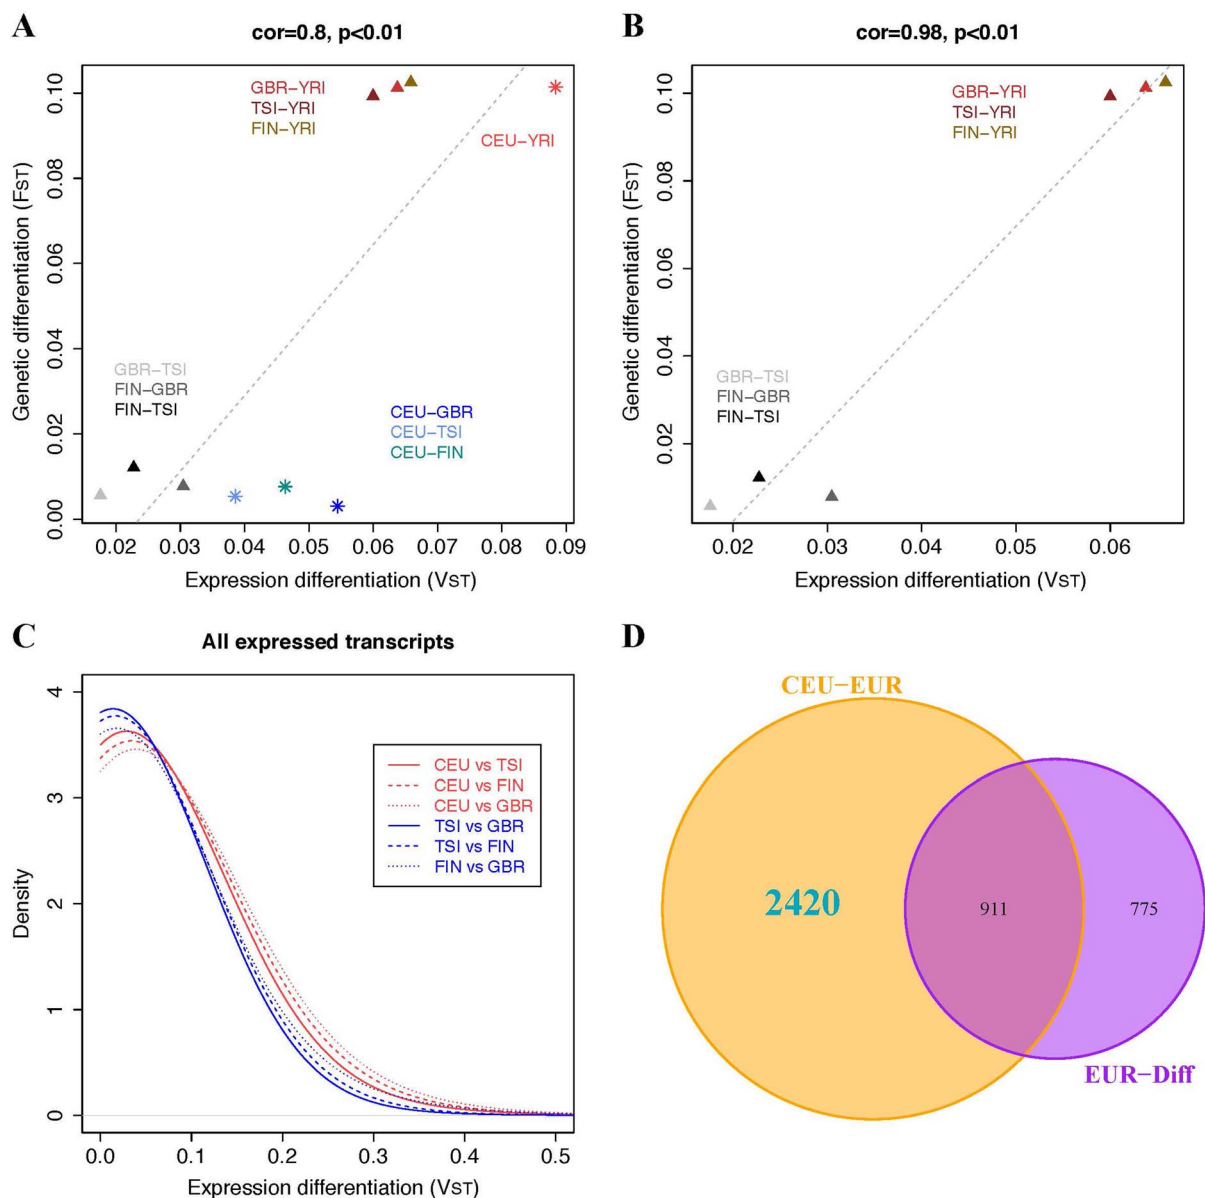 A
cor=0.8, p<0.01
GBR−YRI
TSI−YRI
FIN−YRI
CEU−YRI
GBR−TSI
FIN−GBR
FIN−TSI
CEU−GBR
CEU−TSI
CEU−FIN
Genetic differentiation (FST)
0.00
0.02
0.04
0.06
0.08
0.10
0.02 0.03 0.04 0.05 0.06 0.07 0.08 0.09
Expression differentiation (VST)
B
cor=0.98, p<0.01
GBR−YRI
TSI−YRI
FIN−YRI
GBR−TSI
FIN−GBR
FIN−TSI
Genetic differentiation (FST)
0.02
0.04
0.06
0.08
0.10
0.02 0.03 0.04 0.05 0.06
Expression differentiation (VST)
C
All expressed transcripts
CEU vs TSI
CEU vs FIN
CEU vs GBR
TSI vs GBR
TSI vs FIN
FIN vs GBR
Density
4
3
2
1
0
0.0 0.1 0.2 0.3 0.4 0.5
Expression differentiation (VST)
D
CEU−EUR
2420
911
775
EUR−Diff